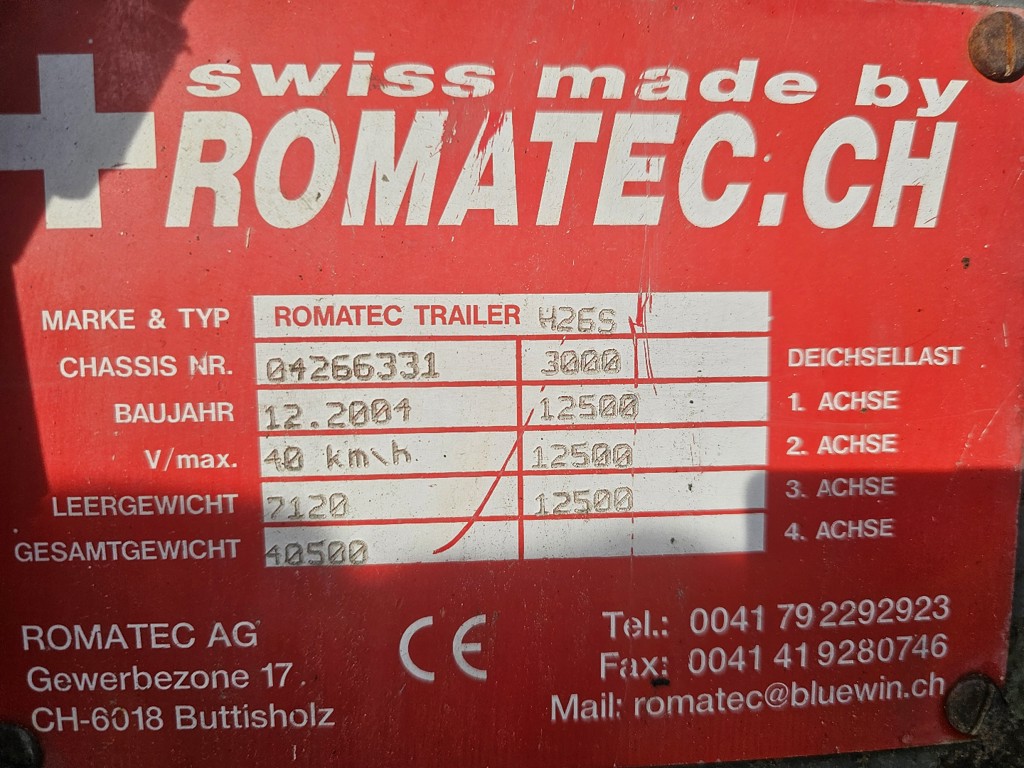 swiss made by
ROMATEC.CH
MARKE & TYP ROMATEC TRAILER W26S
CHASSIS NR. 04266331 3000 DEICHSELLAST
BAUJAHR 12.2004 12500 1. ACHSE
V/max. 40 km\h 12500 2. ACHSE
LEERGEWICHT 7120 12500 3. ACHSE
GESAMTGEWICHT 40500 4. ACHSE
ROMATEC AG
Gewerbezone 17
CH-6018 Buttisholz
CE
Tel.: 0041 79 2292923
Fax: 0041 41 9280746
Mail: romatec@bluewin.ch